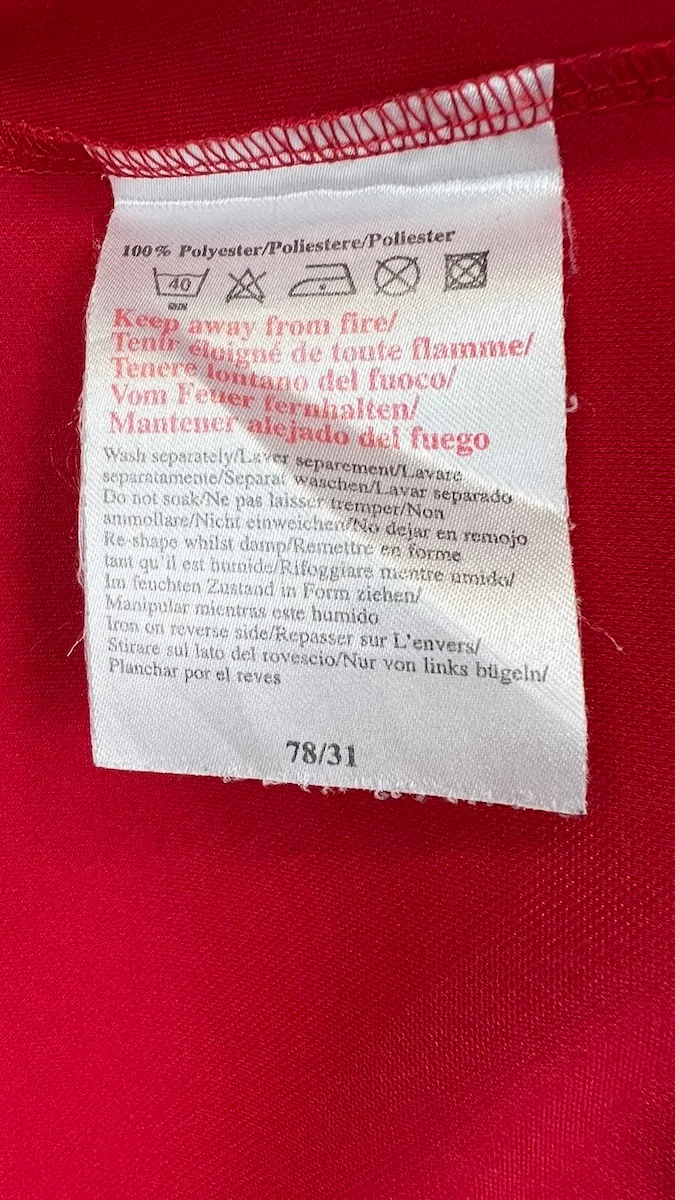 100% Polyester/Poliestere/Poliester
40
Keep away from fire/
Tenir éloigné de toute flamme/
Tenere lontano del fuoco/
Vom Feuer fernhalten/
Mantener alejado del fuego
Wash separately/Laver separement/Lavare
separatamente/Separat waschen/Lavar separado
Do not soak/Ne pas laisser tremper/Non
ammollare/Nicht einweichen/No dejar en remojo
Re-shape whilst damp/Remettre en forme
tant qu'il est humide/Rifoggiare mentre umido/
Im feuchten Zustand in Form ziehen/
Manipular mientras este humido
Iron on reverse side/Repasser sur L'envers/
Stirare sul lato del rovescio/Nur von links bügeln/
Planchar por el reves
78/31